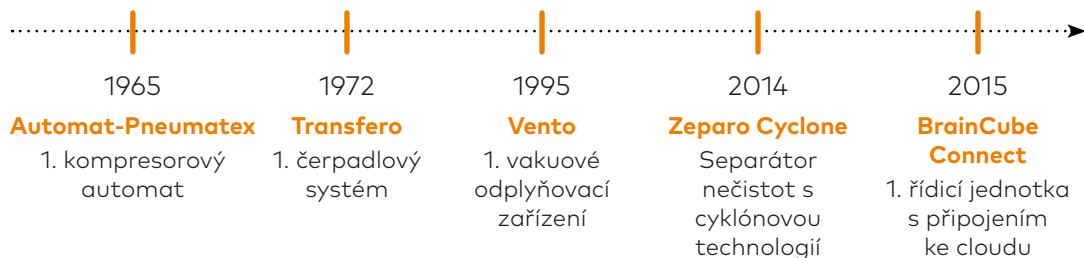 1965
Automat-Pneumatex
1. kompresorový
automat
1972
Transfero
1. čerpadlový
systém
1995
Vento
1. vakuové
odplyňovací
zařízení
2014
Zeparo Cyclone
Separátor
nečistot s
cyklónovou
technologií
2015
BrainCube
Connect
1. řídicí jednotka
s připojením
ke cloudu